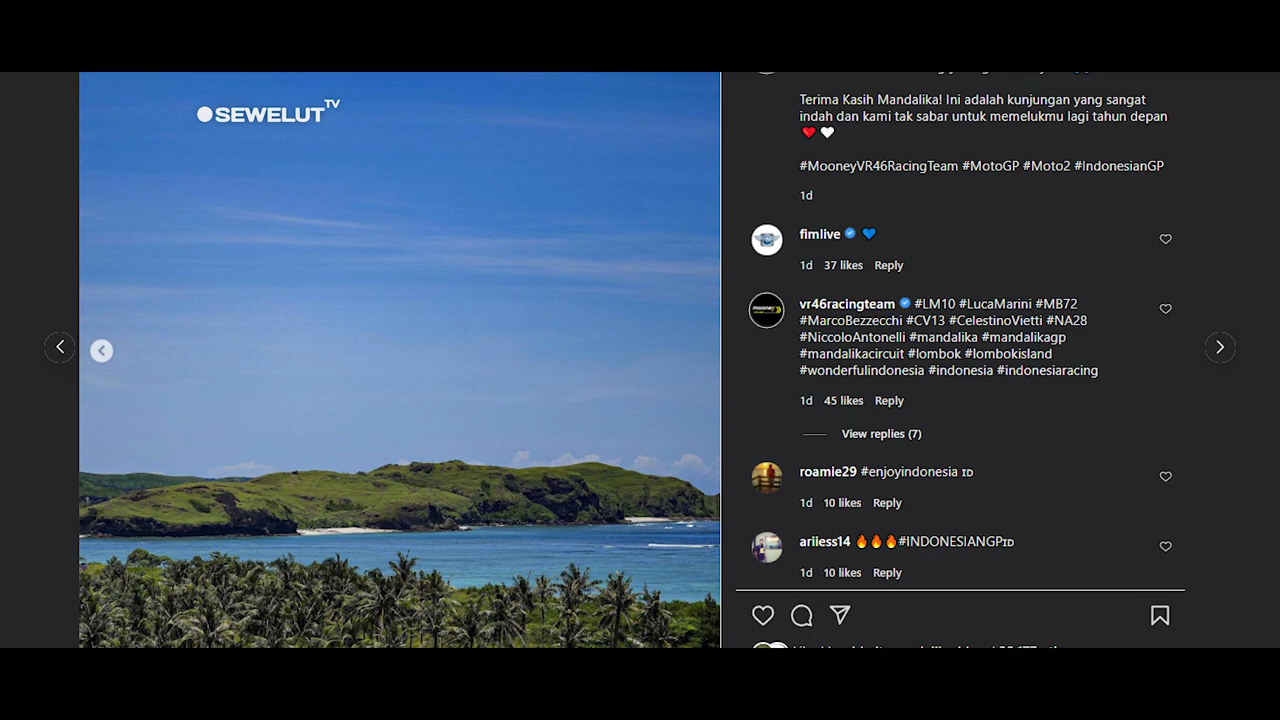 SEWELUT TV
Terima Kasih Mandalika! Ini adalah kunjungan yang sangat
indah dan kami tak sabar untuk memelukmu lagi tahun depan
❤️🤍
#MooneyVR46RacingTeam #MotoGP #Moto2 #IndonesianGP
1d
fimlive 💙
1d 37 likes Reply
mooney
vr46racingteam #LM10 #LucaMarini #MB72
#MarcoBezzecchi #CV13 #CelestinoVietti #NA28
#NiccoloAntonelli #mandalika #mandalikagp
#mandalikacircuit #lombok #lombokisland
#wonderfulindonesia #indonesia #indonesiaracing
1d 45 likes Reply
View replies (7)
roamie29 #enjoyindonesia ɪᴅ
1d 10 likes Reply
ariiess14 🔥🔥🔥#INDONESIANGPɪᴅ
1d 10 likes Reply